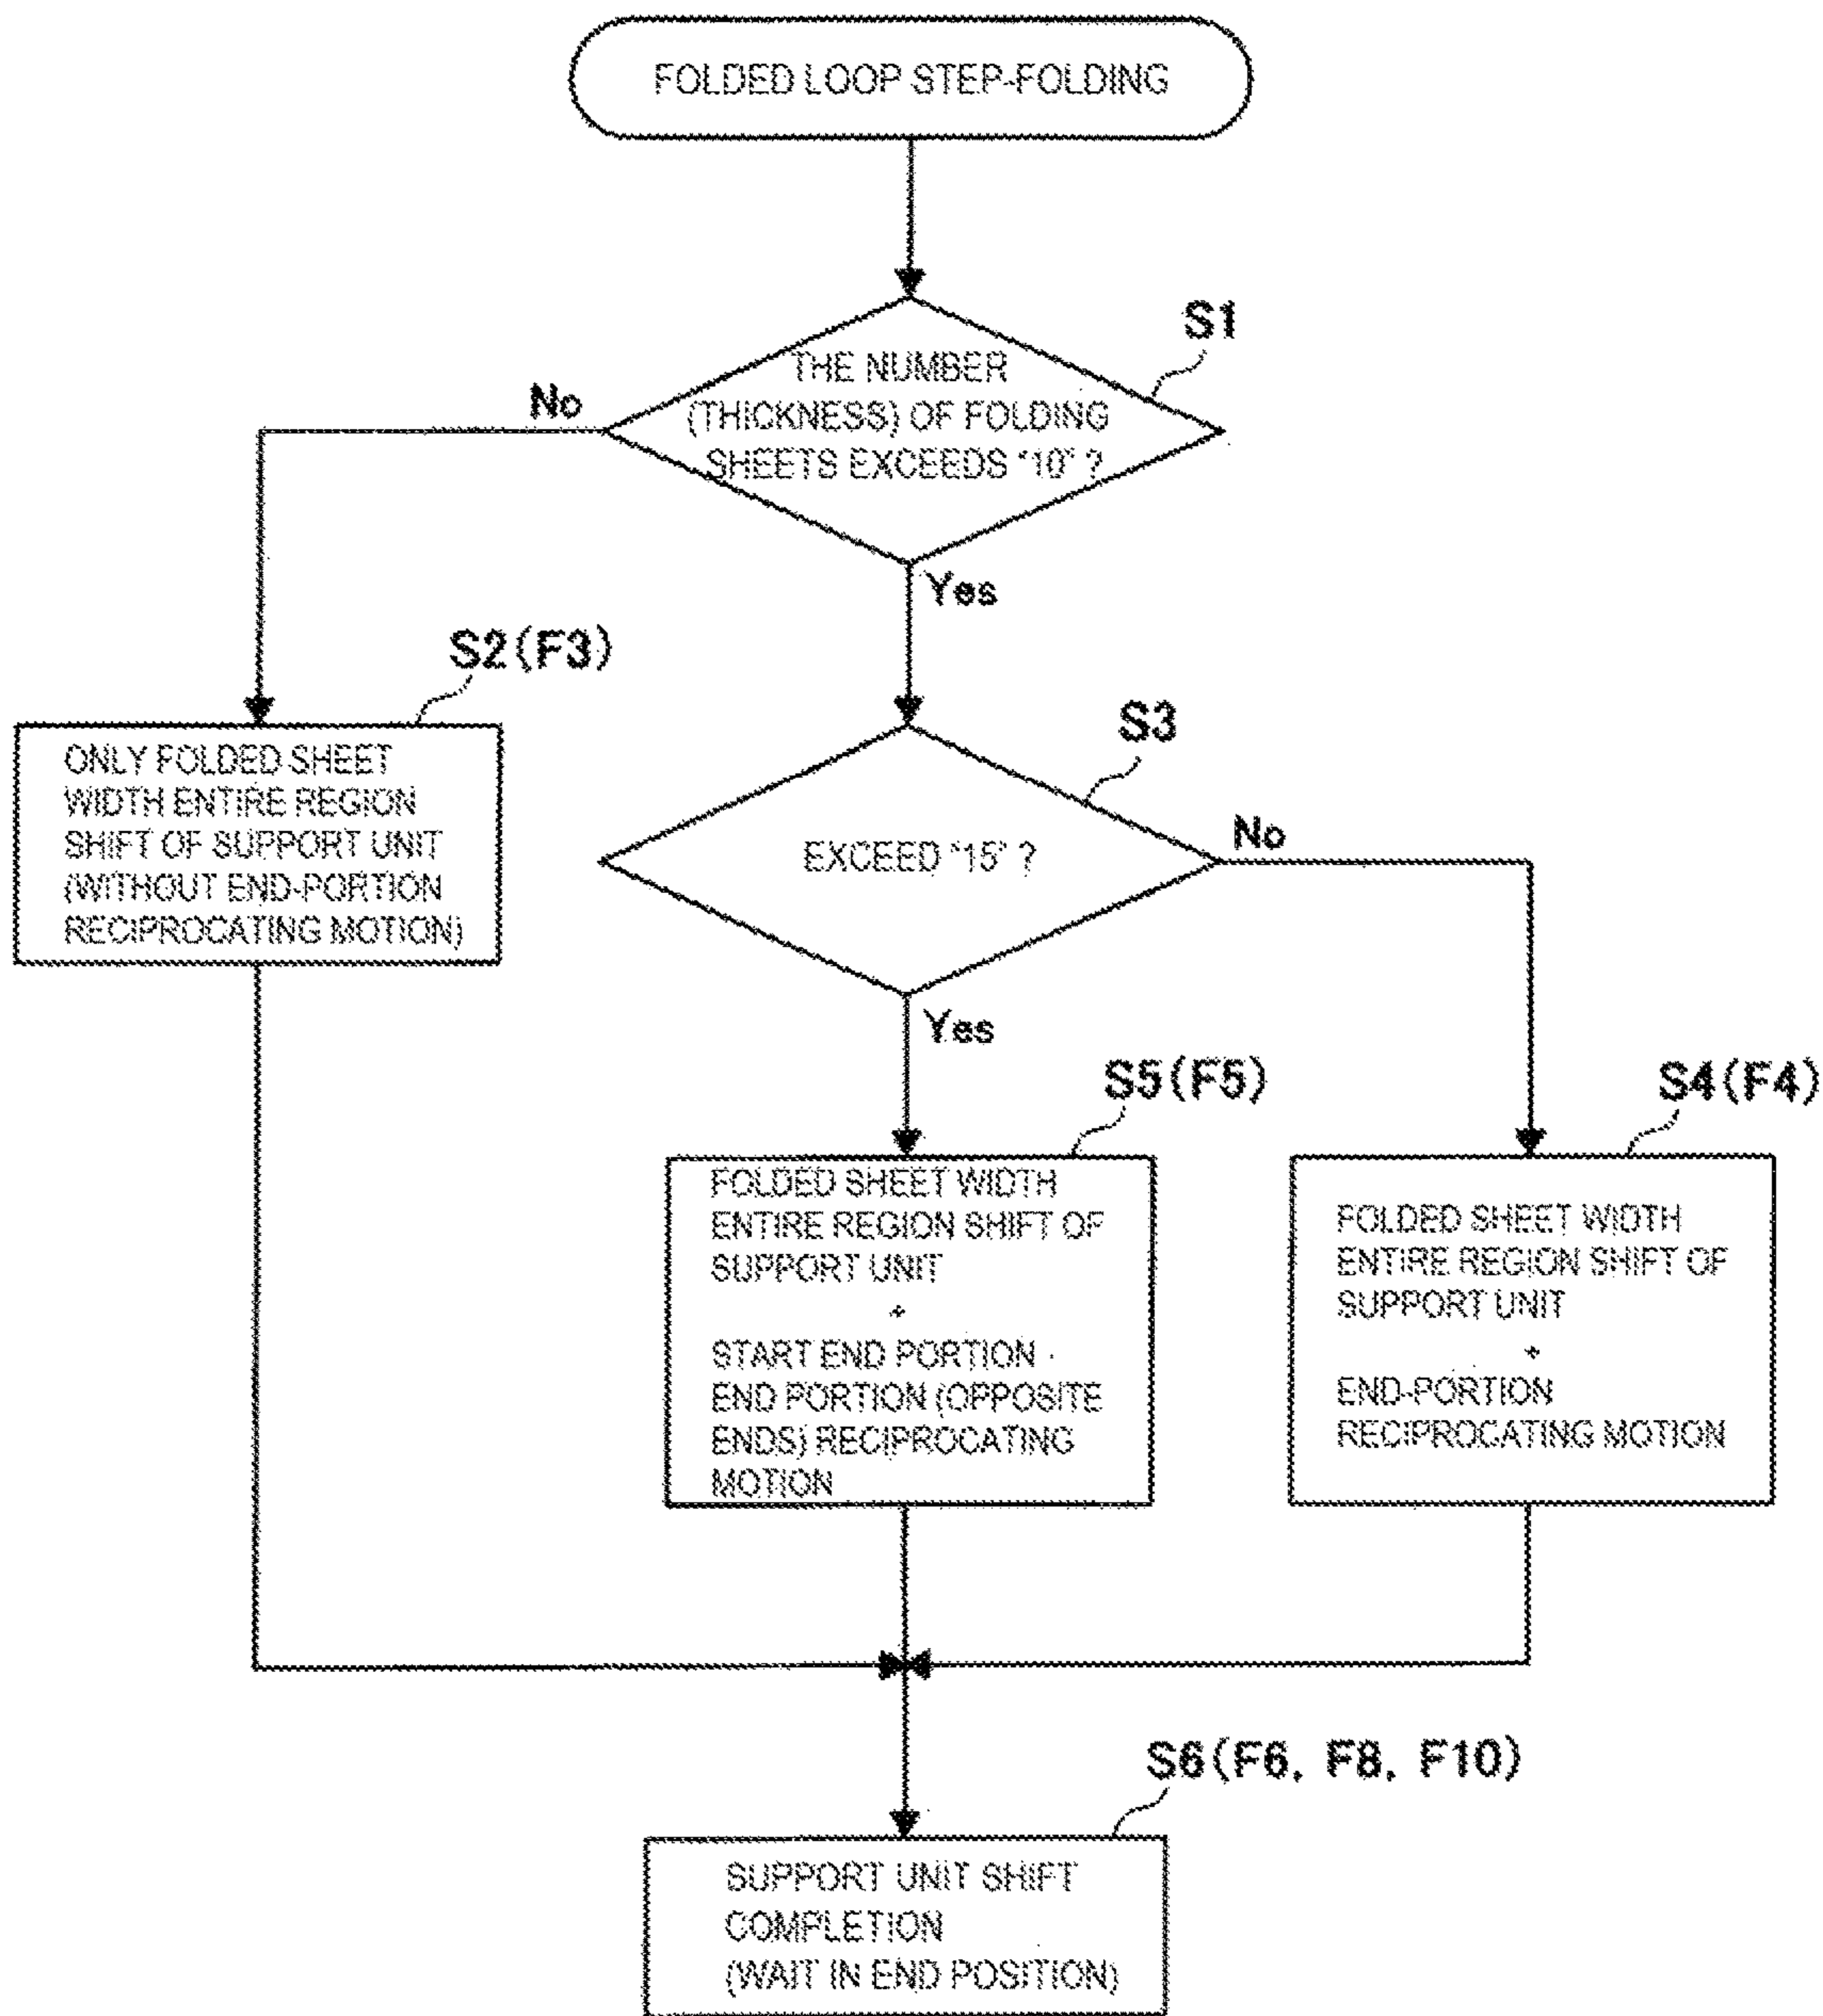 FOLDED LOOP STEP-FOLDING
S1
THE NUMBER
(THICKNESS) OF FOLDING
SHEETS EXCEEDS "10" ?
No
Yes
S2(F3)
ONLY FOLDED SHEET
WIDTH ENTIRE REGION
SHIFT OF SUPPORT UNIT
(WITHOUT END-PORTION
RECIPROCATING MOTION)
S3
EXCEED "15" ?
No
Yes
S5(F5)
FOLDED SHEET WIDTH
ENTIRE REGION SHIFT OF
SUPPORT UNIT
+
START END PORTION ·
END PORTION (OPPOSITE
ENDS) RECIPROCATING
MOTION
S4(F4)
FOLDED SHEET WIDTH
ENTIRE REGION SHIFT OF
SUPPORT UNIT
+
END-PORTION
RECIPROCATING MOTION
S6(F6, F8, F10)
SUPPORT UNIT SHIFT
COMPLETION
(WAIT IN END POSITION)